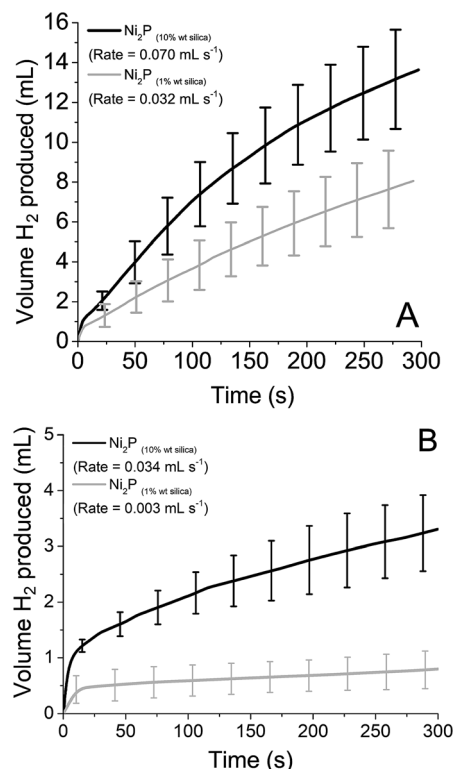 16
14
12
10
8
6
4
2
0
Volume H2 produced (mL)
Ni2P (10% wt silica)
(Rate = 0.070 mL s-1)
Ni2P (1% wt silica)
(Rate = 0.032 mL s-1)
A
0 50 100 150 200 250 300
Time (s)
B
5
4
3
2
1
0
Volume H2 produced (mL)
Ni2P (10% wt silica)
(Rate = 0.034 mL s-1)
Ni2P (1% wt silica)
(Rate = 0.003 mL s-1)
0 50 100 150 200 250 300
Time (s)